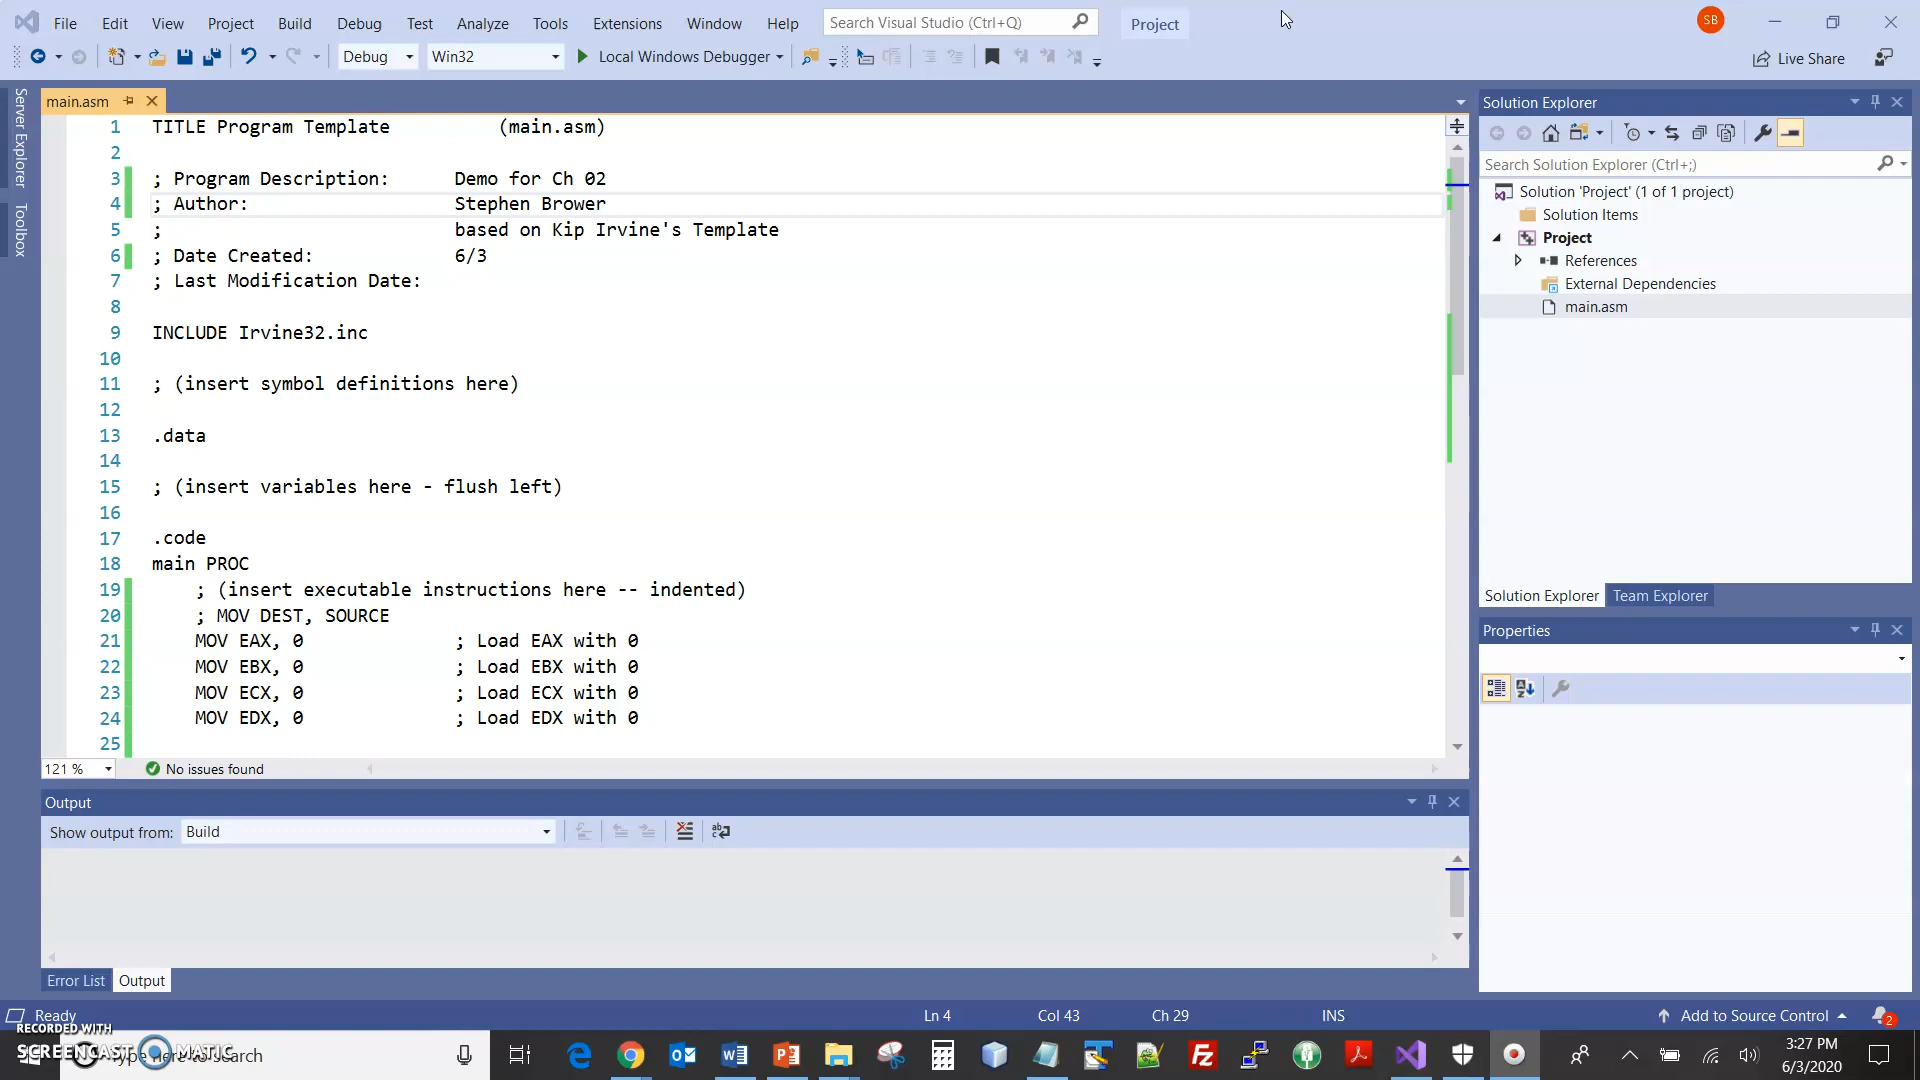 File Edit View Project Build Debug Test Analyze Tools Extensions Window Help Search Visual Studio (Ctrl+Q) Project SB
Debug Win32 Local Windows Debugger Live Share
Server Explorer
Toolbox
main.asm
1 TITLE Program Template (main.asm)
2
3 ; Program Description: Demo for Ch 02
4 ; Author: Stephen Brower
5 ; based on Kip Irvine's Template
6 ; Date Created: 6/3
7 ; Last Modification Date:
8
9 INCLUDE Irvine32.inc
10
11 ; (insert symbol definitions here)
12
13 .data
14
15 ; (insert variables here - flush left)
16
17 .code
18 main PROC
19 ; (insert executable instructions here -- indented)
20 ; MOV DEST, SOURCE
21 MOV EAX, 0 ; Load EAX with 0
22 MOV EBX, 0 ; Load EBX with 0
23 MOV ECX, 0 ; Load ECX with 0
24 MOV EDX, 0 ; Load EDX with 0
25
121 % No issues found
Output
Show output from: Build
Error List Output
Solution Explorer
Search Solution Explorer (Ctrl+;)
Solution 'Project' (1 of 1 project)
Solution Items
Project
References
External Dependencies
main.asm
Solution Explorer Team Explorer
Properties
Ready Ln 4 Col 43 Ch 29 INS Add to Source Control 2
RECORDED WITH
SCREENCAST MATIC
Type here to search
3:27 PM
6/3/2020